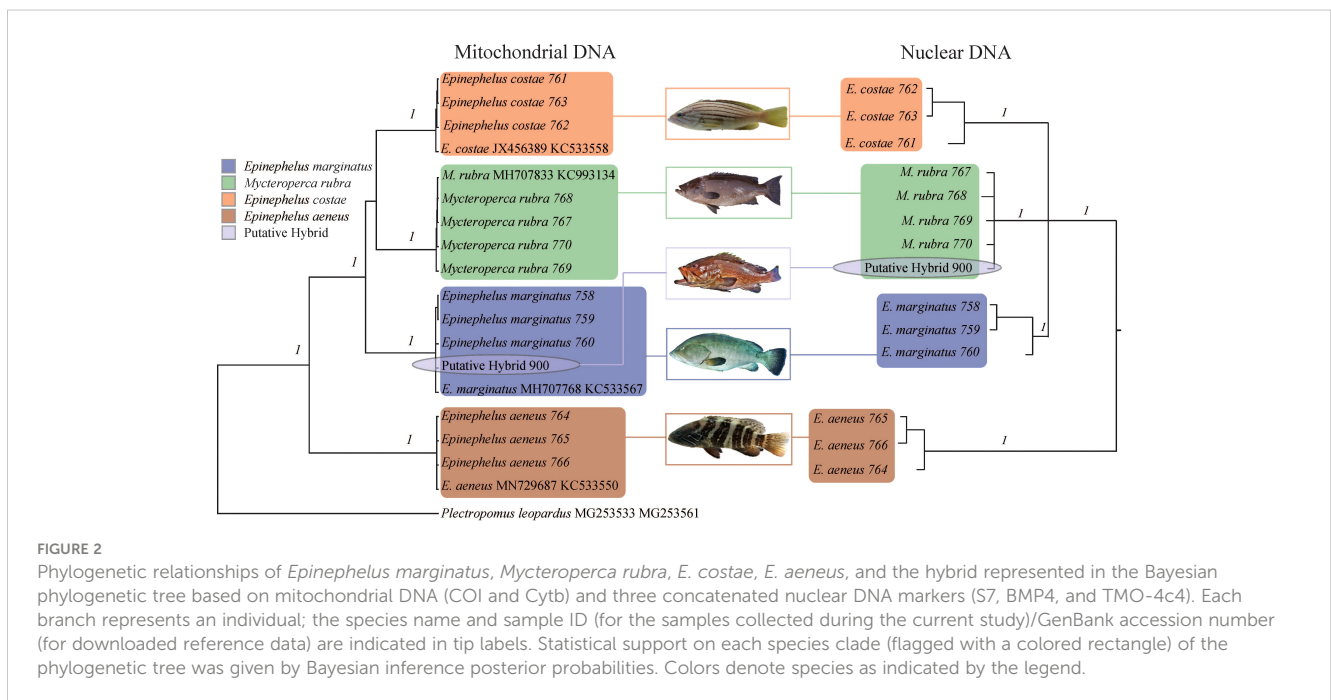 Mitochondrial DNA
Nuclear DNA
Epinephelus costae 761
Epinephelus costae 763
Epinephelus costae 762
E. costae JX456389 KC533558
M. rubra MH707833 KC993134
Mycteroperca rubra 768
Mycteroperca rubra 767
Mycteroperca rubra 770
Mycteroperca rubra 769
Epinephelus marginatus 758
Epinephelus marginatus 759
Epinephelus marginatus 760
Putative Hybrid 900
E. marginatus MH707768 KC533567
Epinephelus aeneus 764
Epinephelus aeneus 765
Epinephelus aeneus 766
E. aeneus MN729687 KC533550
Plectropomus leopardus MG253533 MG253561
1
1
1
1
1
1
Epinephelus marginatus
Mycteroperca rubra
Epinephelus costae
Epinephelus aeneus
Putative Hybrid
E. costae 762
E. costae 763
E. costae 761
M. rubra 767
M. rubra 768
M. rubra 769
M. rubra 770
Putative Hybrid 900
E. marginatus 758
E. marginatus 759
E. marginatus 760
E. aeneus 765
E. aeneus 766
E. aeneus 764
1
1
1
1
1
FIGURE 2
Phylogenetic relationships of Epinephelus marginatus, Mycteroperca rubra, E. costae, E. aeneus, and the hybrid represented in the Bayesian
phylogenetic tree based on mitochondrial DNA (COI and Cytb) and three concatenated nuclear DNA markers (S7, BMP4, and TMO-4c4). Each
branch represents an individual; the species name and sample ID (for the samples collected during the current study)/GenBank accession number
(for downloaded reference data) are indicated in tip labels. Statistical support on each species clade (flagged with a colored rectangle) of the
phylogenetic tree was given by Bayesian inference posterior probabilities. Colors denote species as indicated by the legend.